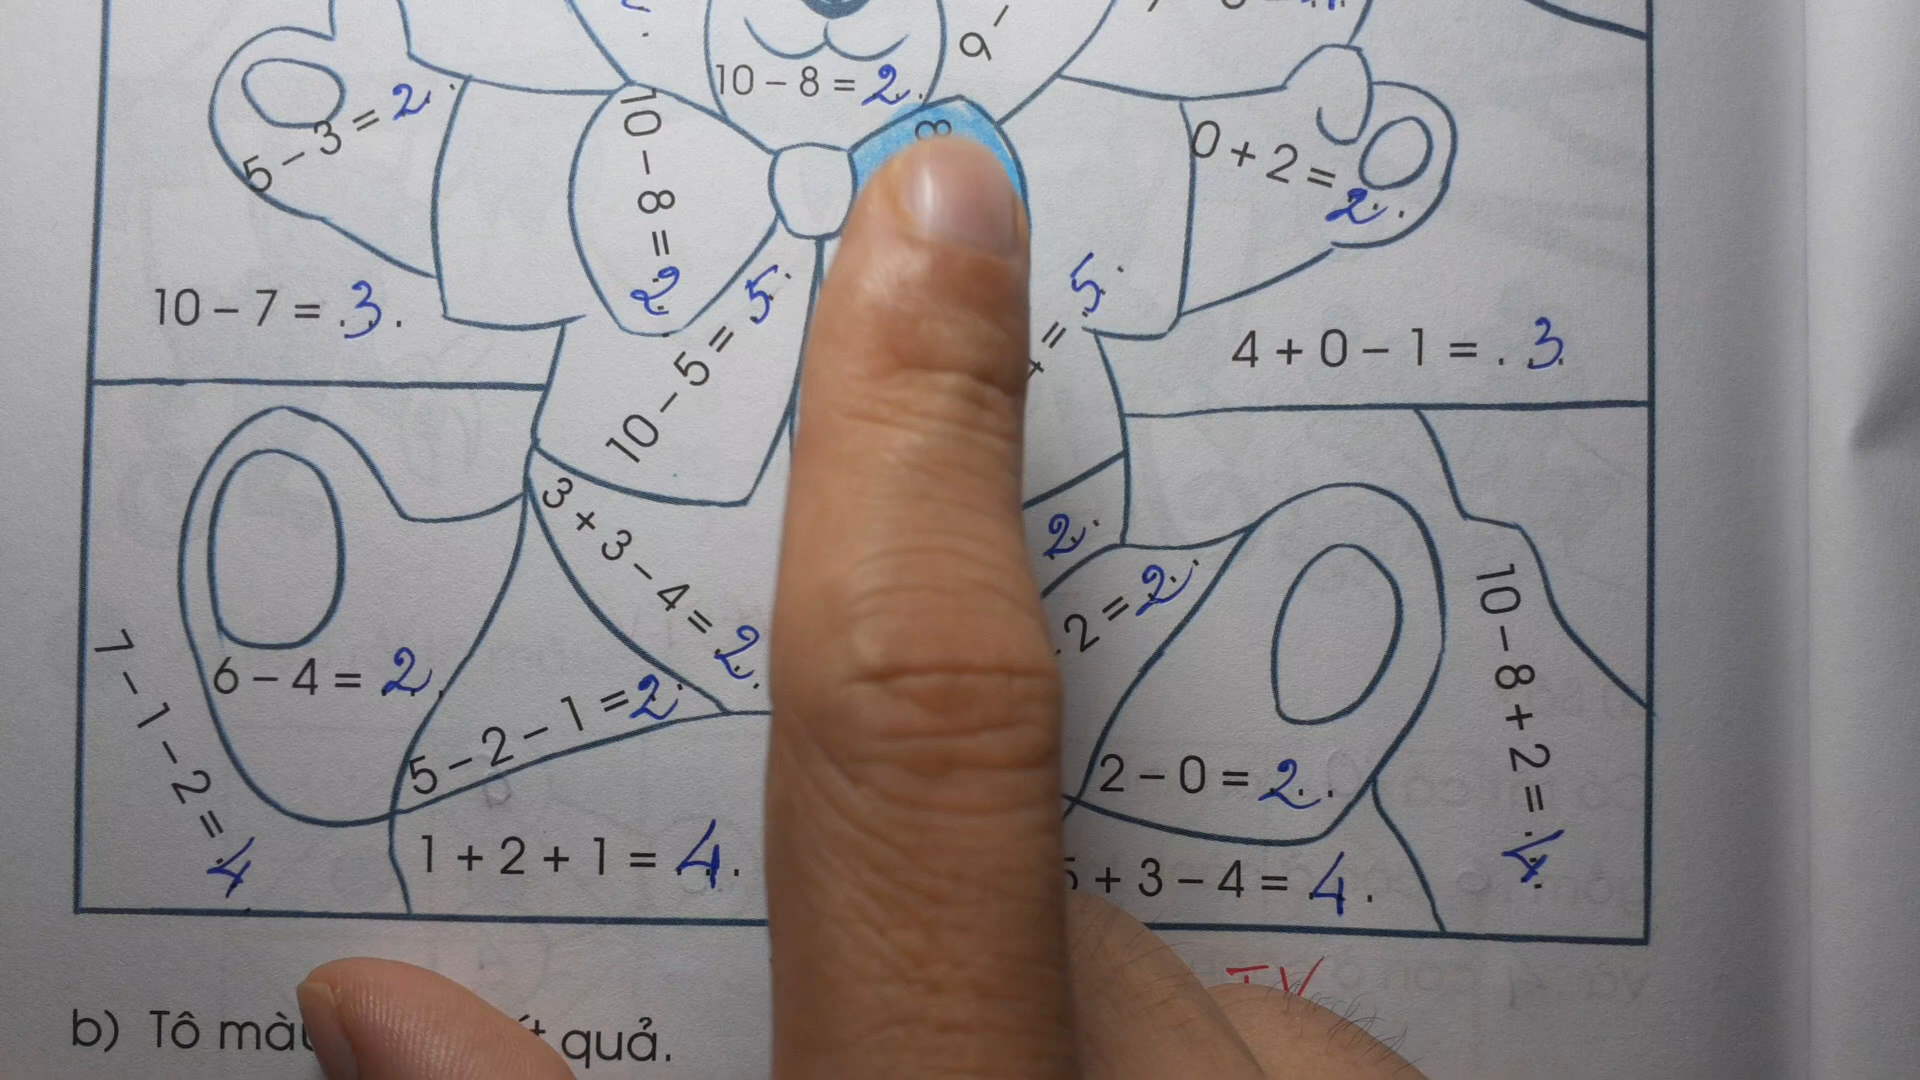 10 – 8 = 2
5 – 3 = 2
10 – 8 = 2
8
0 + 2 = 2
10 – 7 = 3
10 – 5 = 5
= 5
4 + 0 – 1 = 3
3 + 3 – 4 = 2
2
2 = 2
10 – 8 + 2 = 4
7 – 1 – 2 = 4
6 – 4 = 2
5 – 2 – 1 = 2
2 – 0 = 2
1 + 2 + 1 = 4
5 + 3 – 4 = 4
b) Tô quả.